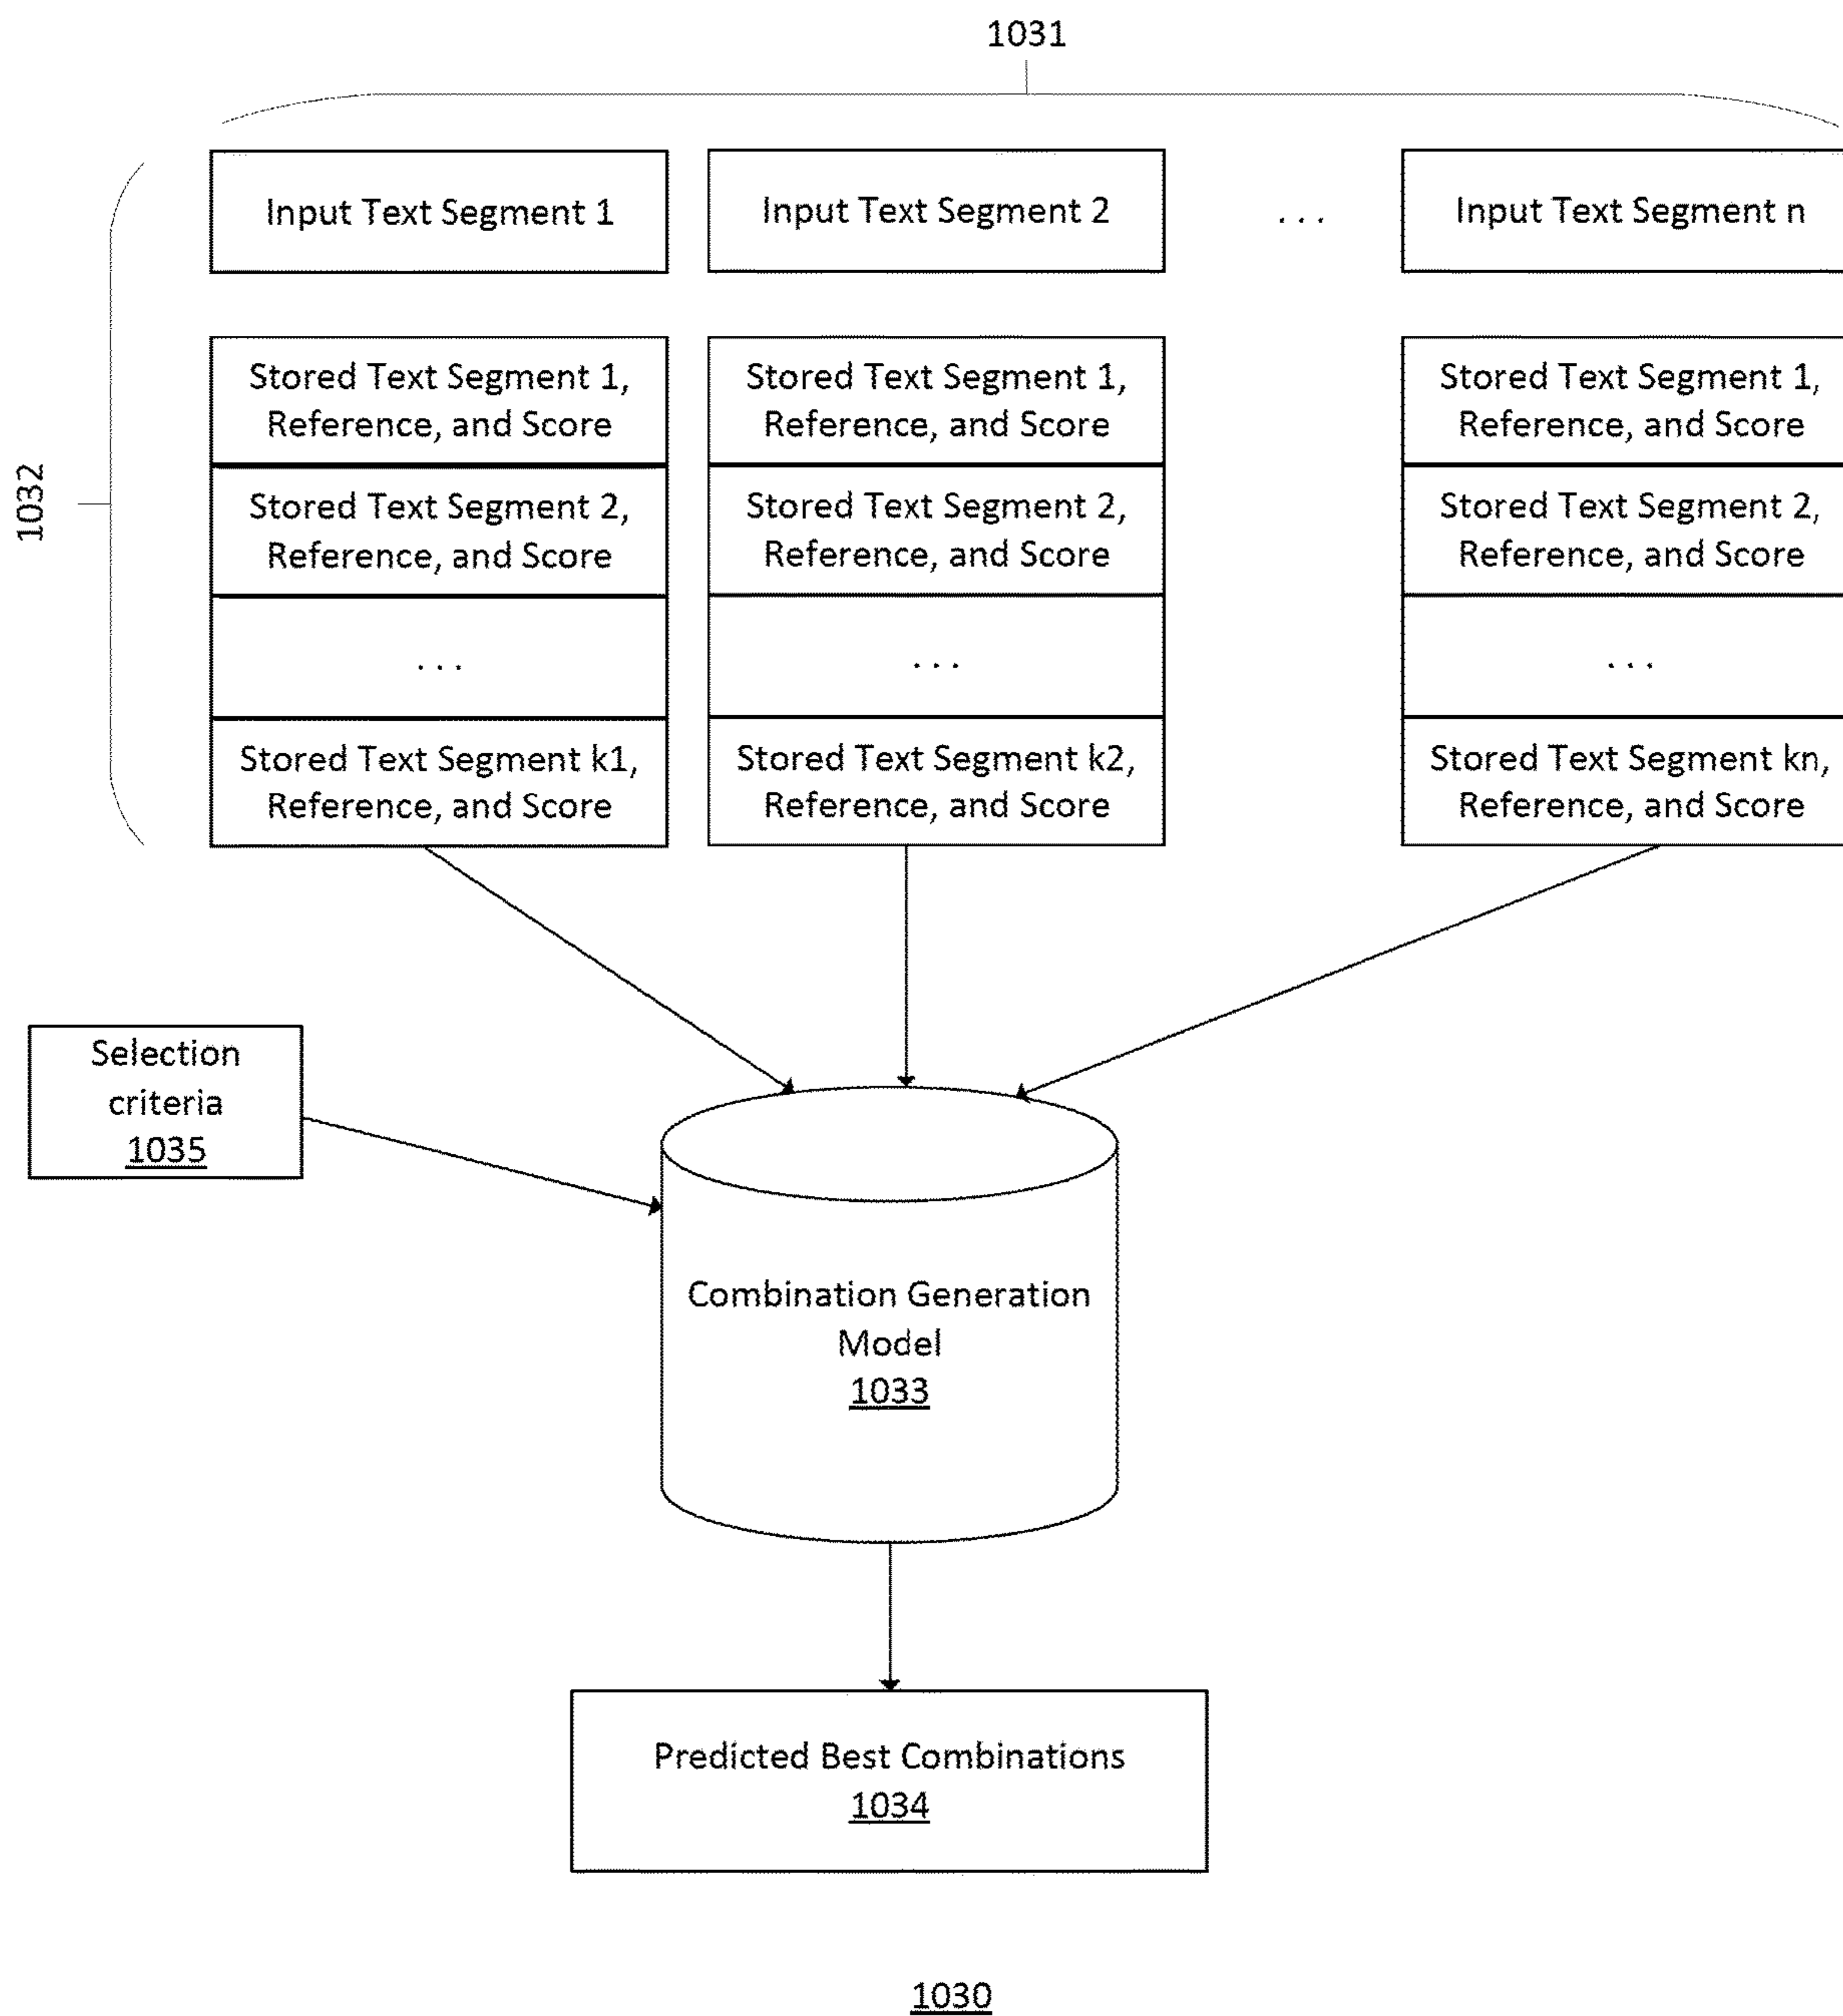 1031
Input Text Segment 1
Input Text Segment 2
. . .
Input Text Segment n
1032
Stored Text Segment 1,
Reference, and Score
Stored Text Segment 1,
Reference, and Score
Stored Text Segment 1,
Reference, and Score
Stored Text Segment 2,
Reference, and Score
Stored Text Segment 2,
Reference, and Score
Stored Text Segment 2,
Reference, and Score
. . .
. . .
. . .
Stored Text Segment k1,
Reference, and Score
Stored Text Segment k2,
Reference, and Score
Stored Text Segment kn,
Reference, and Score
Selection
criteria
1035
Combination Generation
Model
1033
Predicted Best Combinations
1034
1030